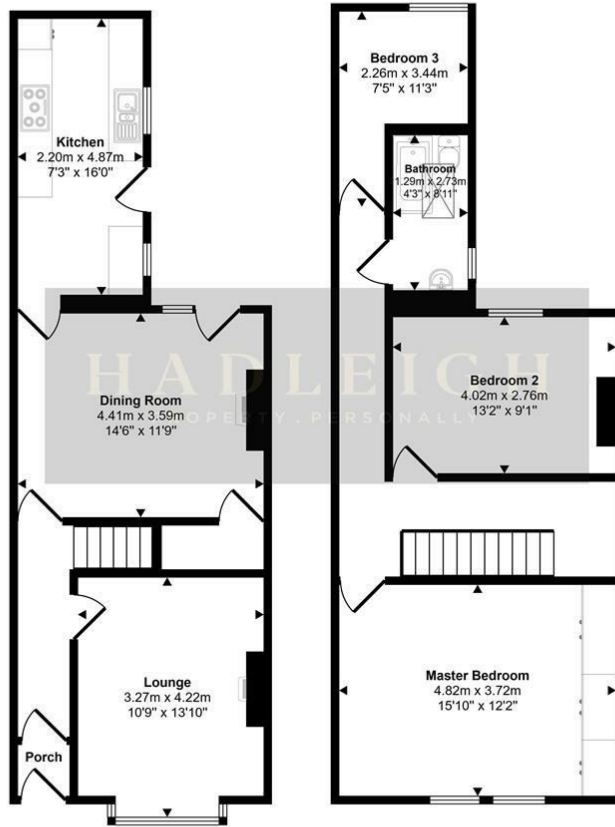 Kitchen
2.20m x 4.87m
7'3" x 16'0"
Dining Room
4.41m x 3.59m
14'6" x 11'9"
Lounge
3.27m x 4.22m
10'9" x 13'10"
Porch
Bedroom 3
2.26m x 3.44m
7'5" x 11'3"
Bathroom
1.29m x 2.73m
4'3" x 8'11"
Bedroom 2
4.02m x 2.76m
13'2" x 9'1"
Master Bedroom
4.82m x 3.72m
15'10" x 12'2"
HADLEIGH
PROPERTY . PERSONALLY